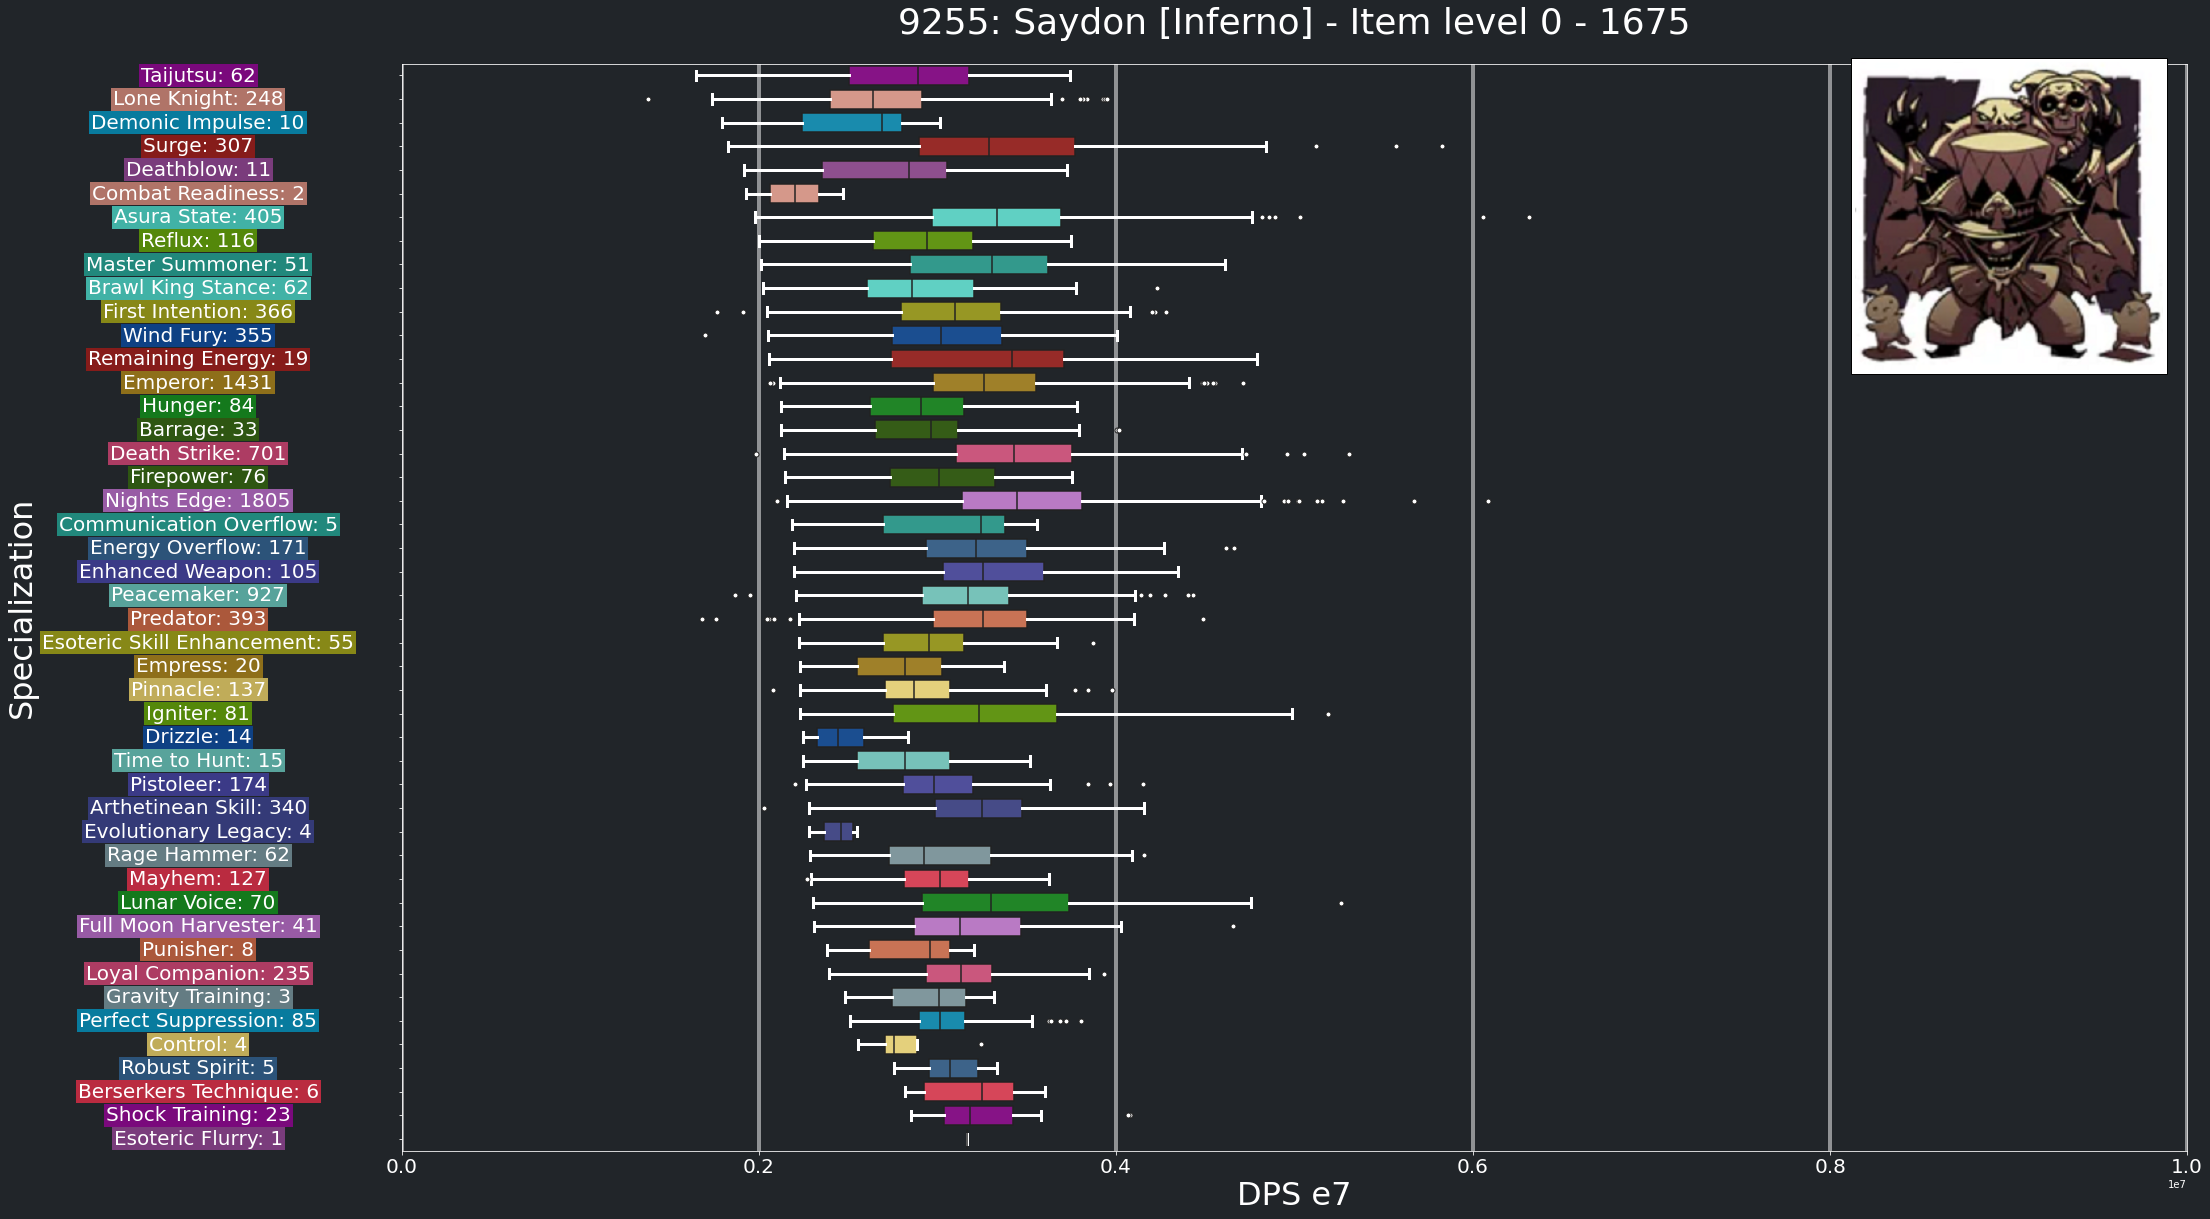 9255: Saydon [Inferno] - Item level 0 - 1675
Specialization
Taijutsu: 62
Lone Knight: 248
Demonic Impulse: 10
Surge: 307
Deathblow: 11
Combat Readiness: 2
Asura State: 405
Reflux: 116
Master Summoner: 51
Brawl King Stance: 62
First Intention: 366
Wind Fury: 355
Remaining Energy: 19
Emperor: 1431
Hunger: 84
Barrage: 33
Death Strike: 701
Firepower: 76
Nights Edge: 1805
Communication Overflow: 5
Energy Overflow: 171
Enhanced Weapon: 105
Peacemaker: 927
Predator: 393
Esoteric Skill Enhancement: 55
Empress: 20
Pinnacle: 137
Igniter: 81
Drizzle: 14
Time to Hunt: 15
Pistoleer: 174
Arthetinean Skill: 340
Evolutionary Legacy: 4
Rage Hammer: 62
Mayhem: 127
Lunar Voice: 70
Full Moon Harvester: 41
Punisher: 8
Loyal Companion: 235
Gravity Training: 3
Perfect Suppression: 85
Control: 4
Robust Spirit: 5
Berserkers Technique: 6
Shock Training: 23
Esoteric Flurry: 1
0.0 0.2 0.4 0.6 0.8 1.0
1e7
DPS e7